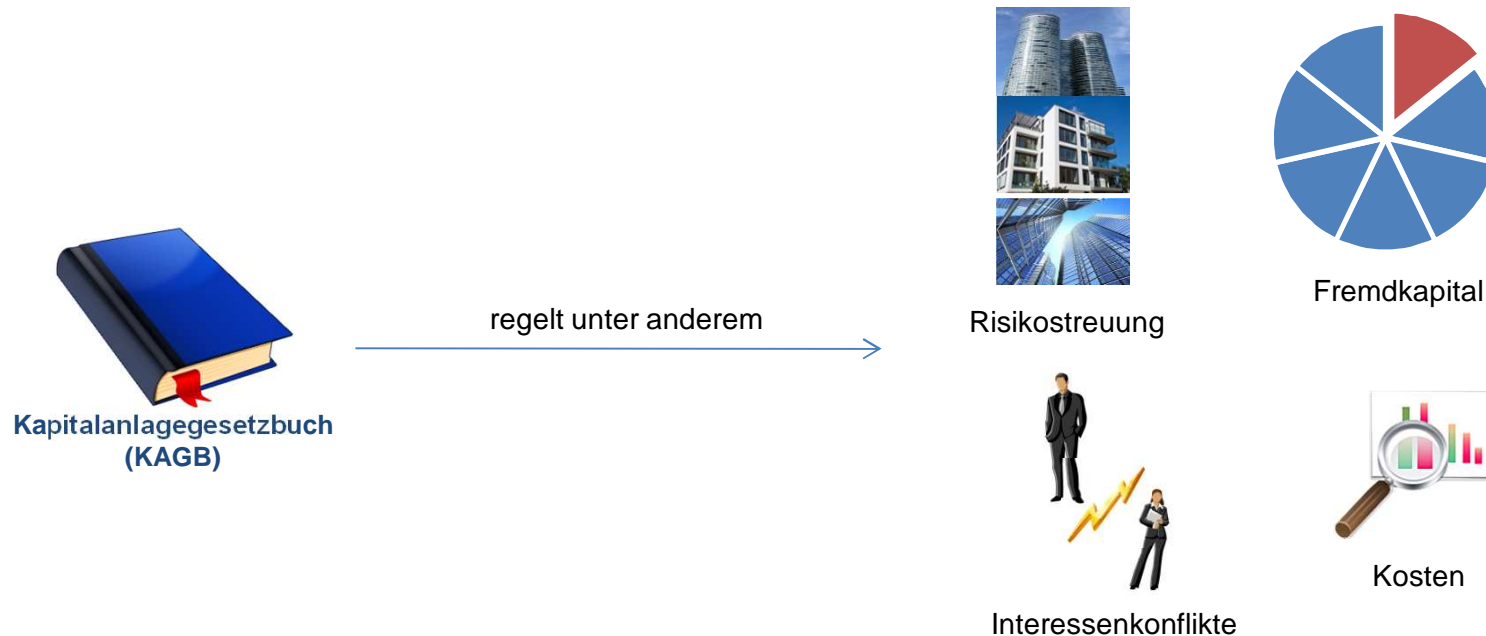 Kapitalanlagegesetzbuch
(KAGB)
regelt unter anderem
Risikostreuung
Fremdkapital
Interessenkonflikte
Kosten